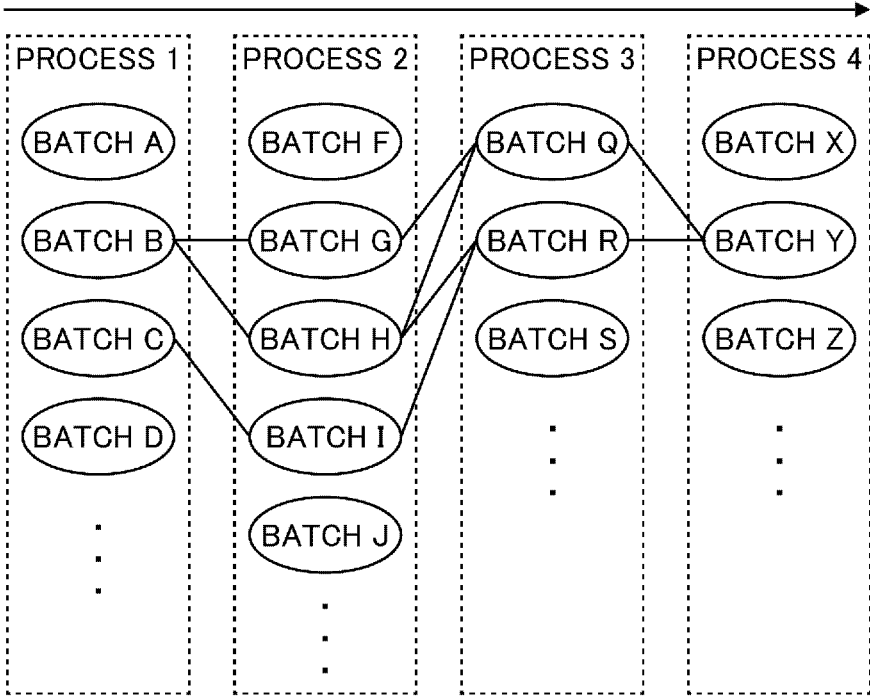 PROCESS 1
BATCH A
BATCH B
BATCH C
BATCH D
PROCESS 2
BATCH F
BATCH G
BATCH H
BATCH I
BATCH J
PROCESS 3
BATCH Q
BATCH R
BATCH S
PROCESS 4
BATCH X
BATCH Y
BATCH Z